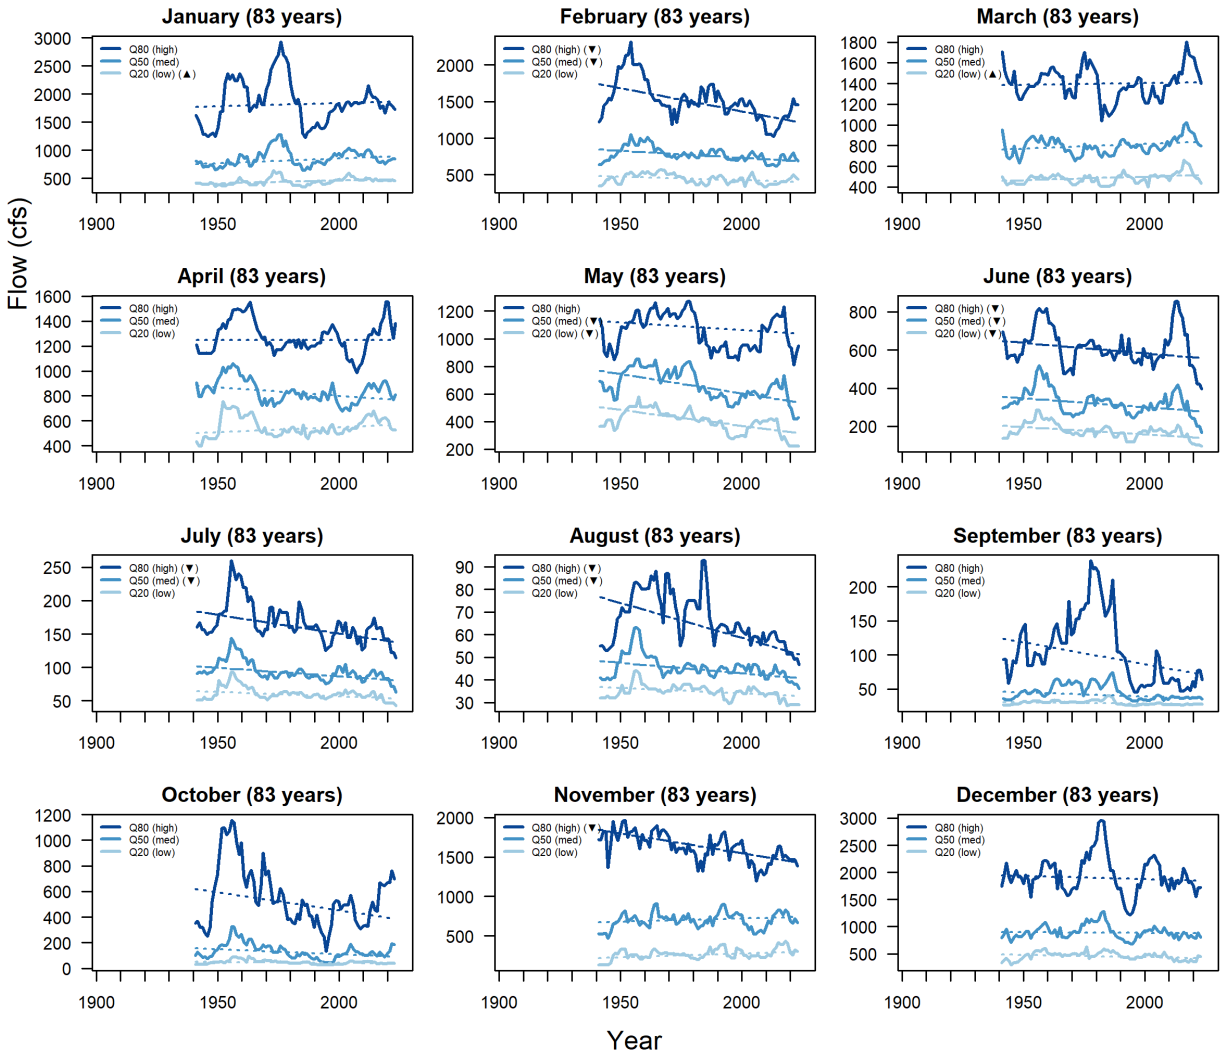 January (83 years)
3000
2500
2000
1500
1000
500
Q80 (high)
Q50 (med)
Q20 (low) (▲)
1900
1950
2000
February (83 years)
2000
1500
1000
500
Q80 (high) (▼)
Q50 (med) (▼)
Q20 (low)
1900
1950
2000
March (83 years)
1800
1600
1400
1200
1000
800
600
400
Q80 (high)
Q50 (med)
Q20 (low) (▲)
1900
1950
2000
Flow (cfs)
April (83 years)
1600
1400
1200
1000
800
600
400
Q80 (high)
Q50 (med)
Q20 (low)
1900
1950
2000
May (83 years)
1200
1000
800
600
400
200
Q80 (high)
Q50 (med) (▼)
Q20 (low) (▼)
1900
1950
2000
June (83 years)
800
600
400
200
Q80 (high) (▼)
Q50 (med) (▼)
Q20 (low) (▼)
1900
1950
2000
July (83 years)
250
200
150
100
50
Q80 (high) (▼)
Q50 (med) (▼)
Q20 (low)
1900
1950
2000
August (83 years)
90
80
70
60
50
40
30
Q80 (high) (▼)
Q50 (med) (▼)
Q20 (low)
1900
1950
2000
September (83 years)
200
150
100
50
Q80 (high)
Q50 (med)
Q20 (low)
1900
1950
2000
October (83 years)
1200
1000
800
600
400
200
0
Q80 (high)
Q50 (med)
Q20 (low)
1900
1950
2000
November (83 years)
2000
1500
1000
500
Q80 (high) (▼)
Q50 (med)
Q20 (low)
1900
1950
2000
December (83 years)
3000
2500
2000
1500
1000
500
Q80 (high)
Q50 (med)
Q20 (low)
1900
1950
2000
Year